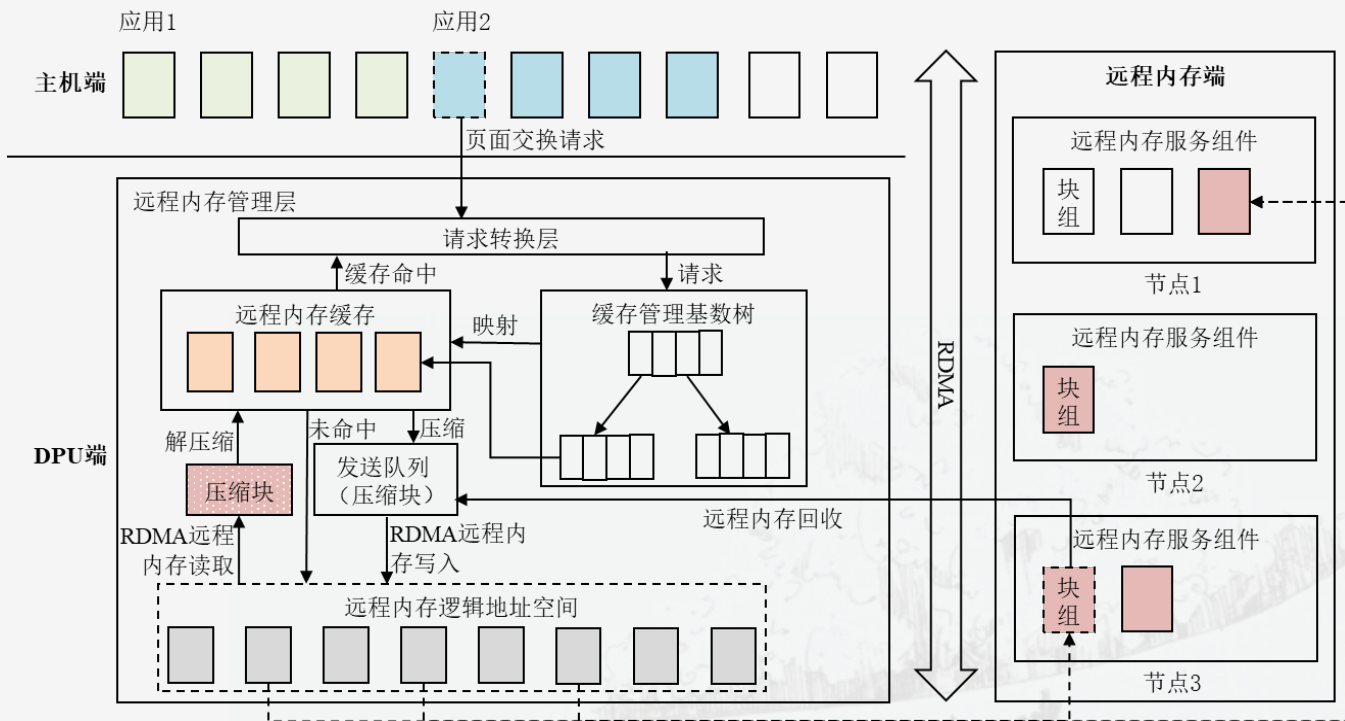 应用1
应用2
主机端
页面交换请求
远程内存管理层
请求转换层
缓存命中
请求
远程内存缓存
映射
缓存管理基数树
解压缩
未命中
压缩
DPU端
压缩块
发送队列
（压缩块）
RDMA远程
内存读取
RDMA远程内
存写入
远程内存回收
远程内存逻辑地址空间
RDMA
远程内存端
远程内存服务组件
块
组
节点1
远程内存服务组件
块
组
节点2
远程内存服务组件
块
组
节点3